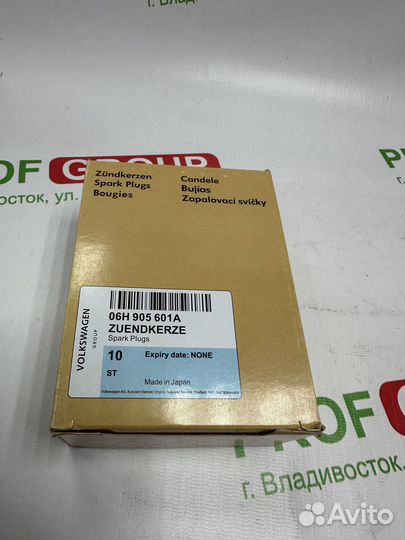 г. Владивосток
PROF GROUP
г. Владивосток, ул.
Zündkerzen
Spark Plugs
Bougies
Candele
Bujías
Zapalovací svíčky
VOLKSWAGEN
GROUP
06H 905 601A
ZUENDKERZE
Spark Plugs
10
ST
Expiry date: NONE
Made in Japan
PROF
г. Владивосток.
Avito